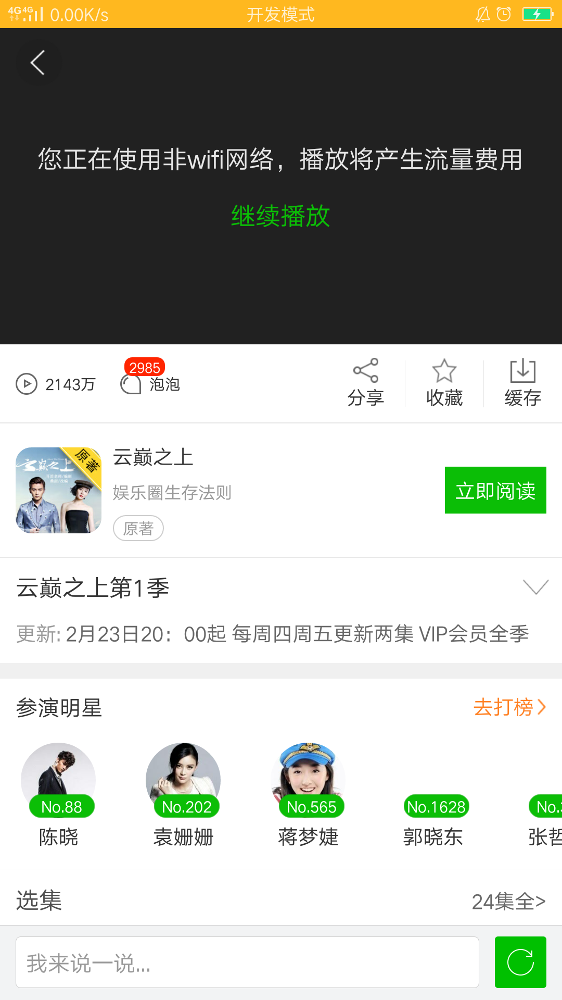 4G 4G 0.00K/s 开发模式
您正在使用非wifi网络，播放将产生流量费用
继续播放
2143万
2985
泡泡
分享
收藏
缓存
原著
云巅之上
云巅之上
娱乐圈生存法则
原著
立即阅读
云巅之上第1季
更新: 2月23日20：00起 每周四周五更新两集 VIP会员全季
参演明星
去打榜
No.88
No.202
No.565
No.1628
No.3
陈晓
袁姗姗
蒋梦婕
郭晓东
张哲
选集
24集全>
我来说一说...